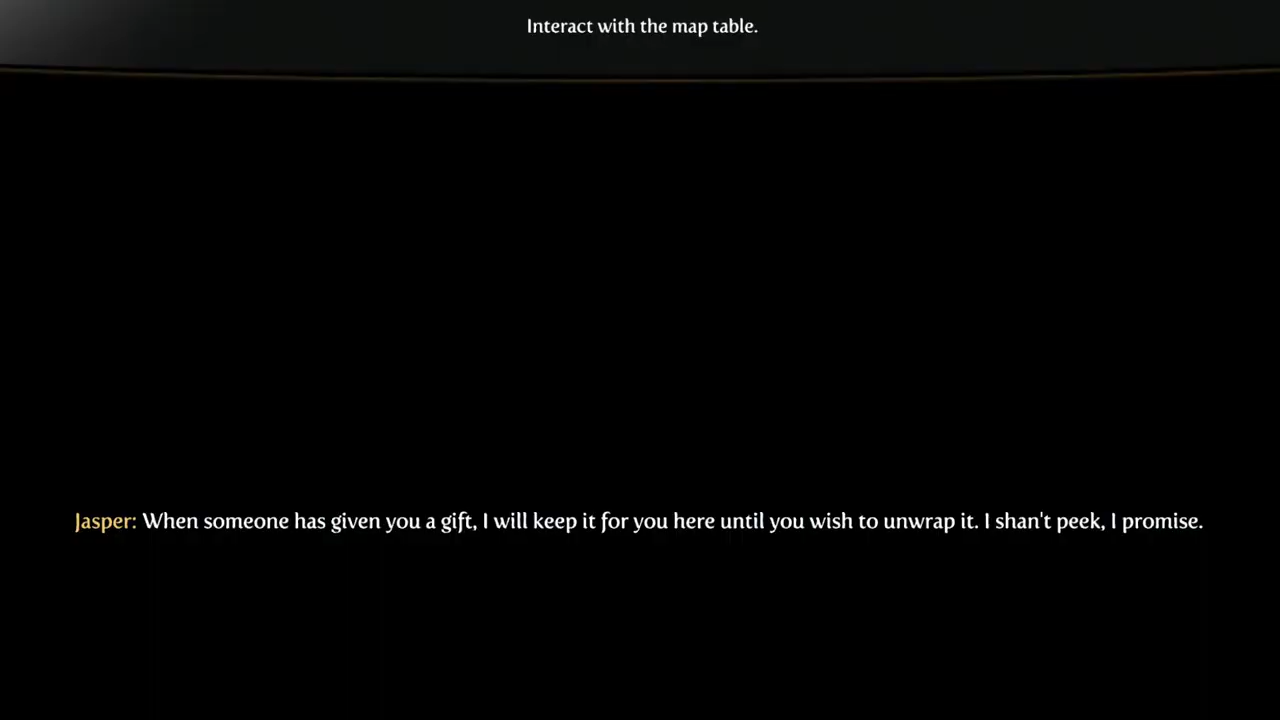 Interact with the map table.
Jasper: When someone has given you a gift, I will keep it for you here until you wish to unwrap it. I shan't peek, I promise.